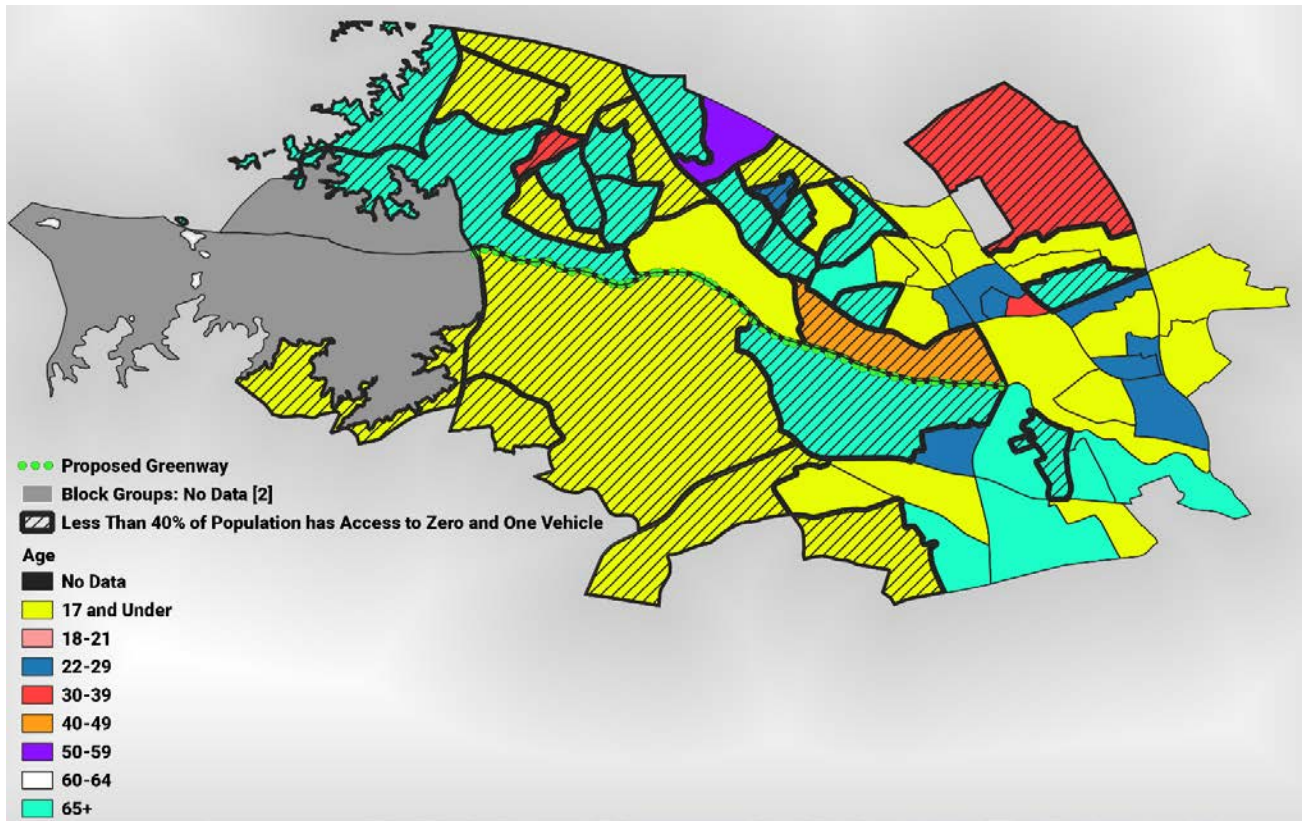 Proposed Greenway
Block Groups: No Data [2]
Less Than 40% of Population has Access to Zero and One Vehicle
Age
No Data
17 and Under
18-21
22-29
30-39
40-49
50-59
60-64
65+